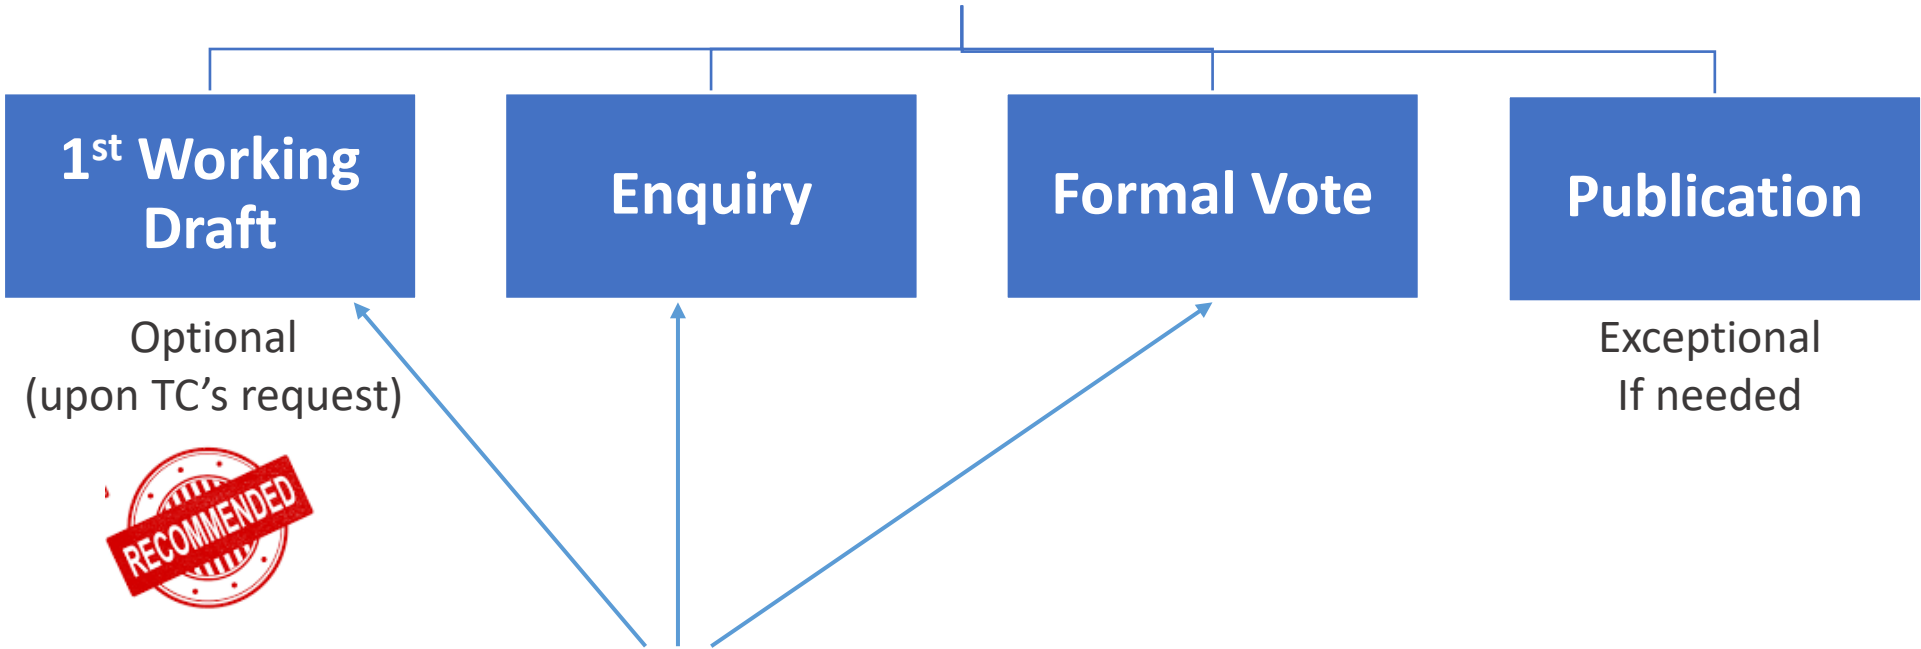 1st Working
Draft
Enquiry
Formal Vote
Publication
Optional
(upon TC’s request)
Exceptional
If needed
RECOMMENDED